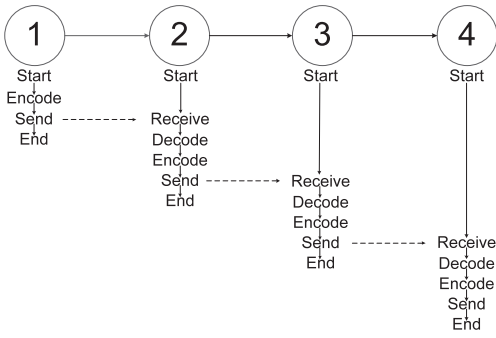 1 2 3 4
Start Start Start Start
Encode
Send Receive
End Decode
Encode
Send Receive
End Decode
Encode
Send Receive
End Decode
Encode
Send
End